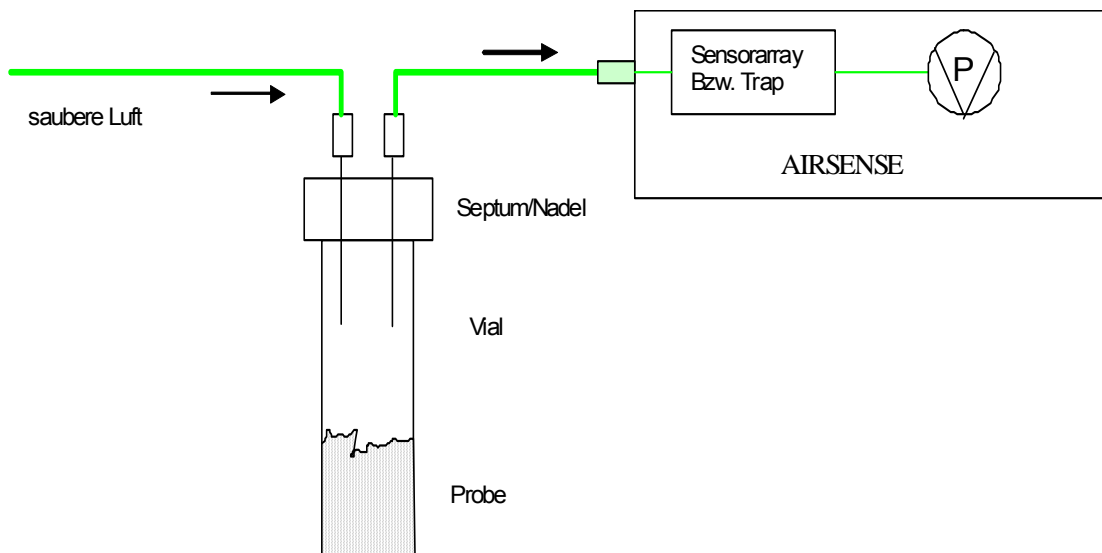 saubere Luft
Sensorarray
Bzw. Trap
P
AIRSENSE
Septum/Nadel
Vial
Probe